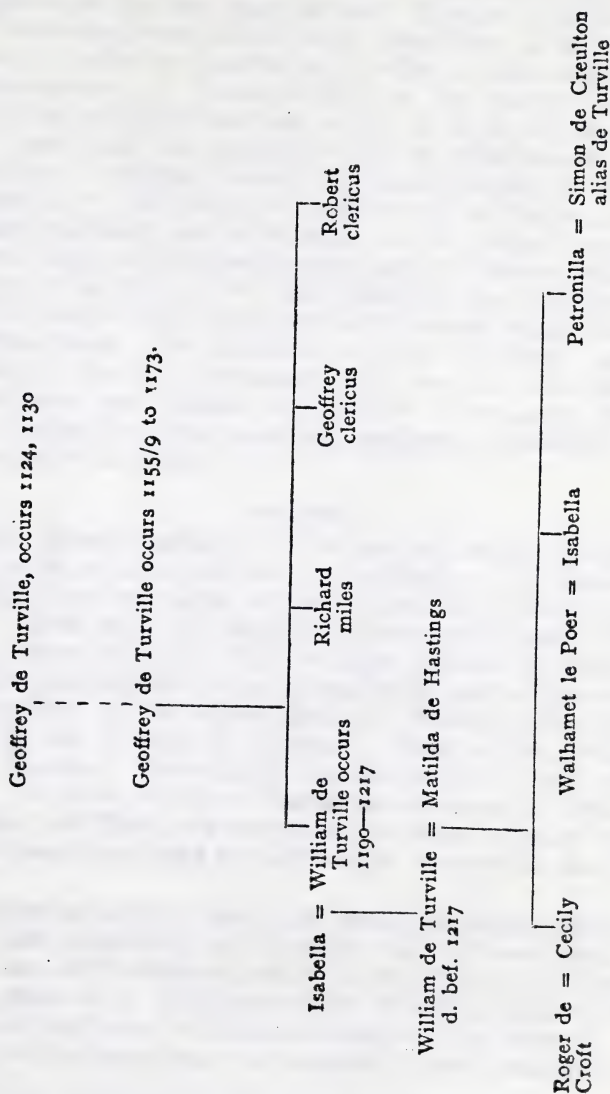 Geoffrey de Turville, occurs 1124, 1130
Geoffrey de Turville occurs 1155/9 to 1173.
Isabella = William de
Turville occurs
1190—1217
Richard
miles
Geoffrey
clericus
Robert
clericus
William de Turville = Matilda de Hastings
d. bef. 1217
Roger de = Cecily
Croft
Walhamet le Poer = Isabella
Petronilla = Simon de Creulton
alias de Turville